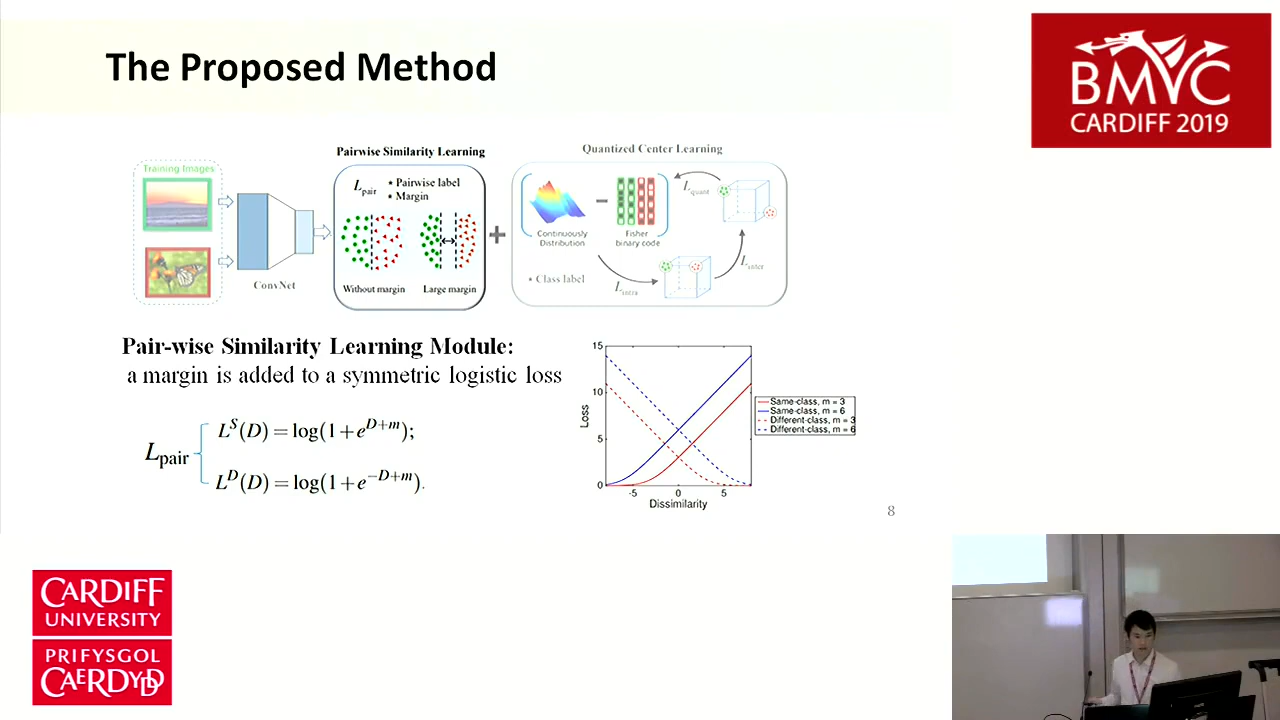 The Proposed Method
BMVC
CARDIFF 2019
Pairwise Similarity Learning
Quantized Center Learning
Training Images
ConvNet
L_pair
* Pairwise label
* Margin
Without margin
Large margin
+
Continuously
Distribution
Fisher
binary code
* Class label
L_quant
L_inter
L_intra
Pair-wise Similarity Learning Module:
a margin is added to a symmetric logistic loss
L_pair
L^S(D) = log(1+e^{D+m});
L^D(D) = log(1+e^{-D+m}).
15
10
5
0
Loss
-5
0
5
Dissimilarity
Same-class, m = 3
Same-class, m = 6
Different-class, m = 3
Different-class, m = 6
8
CARDIFF
UNIVERSITY
PRIFYSGOL
CAERDYDD